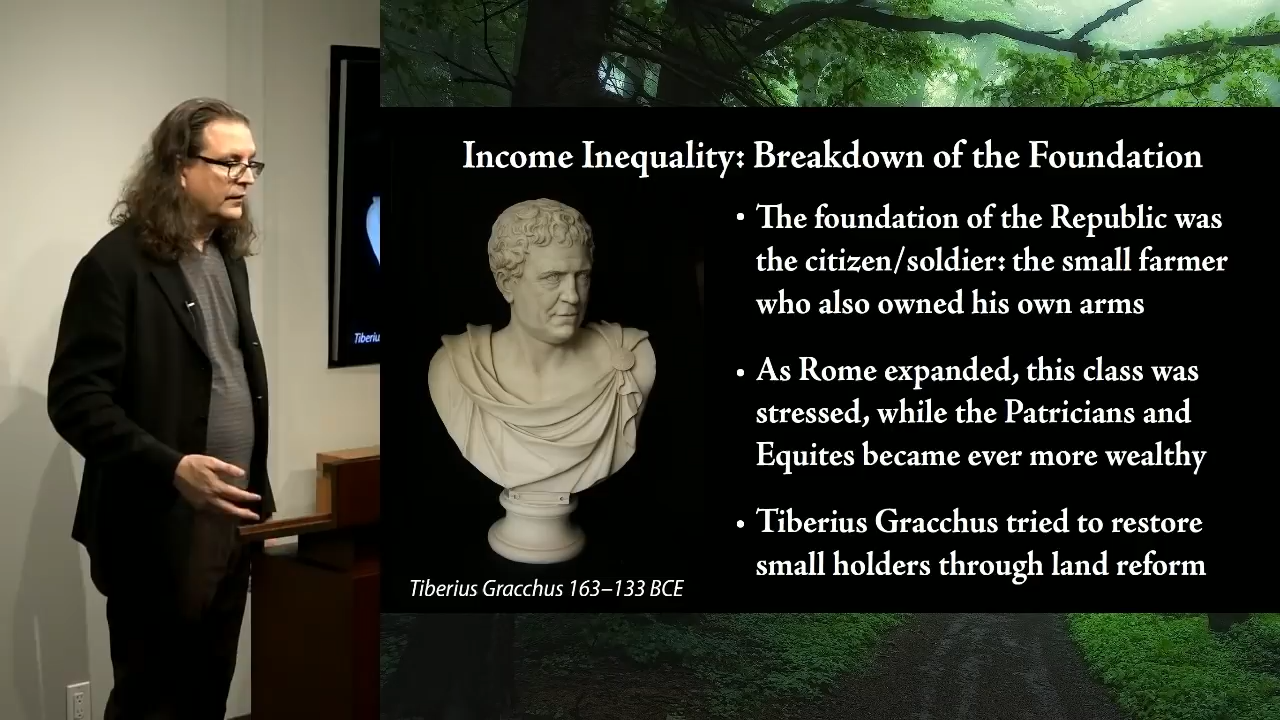 Income Inequality: Breakdown of the Foundation
• The foundation of the Republic was
the citizen/soldier: the small farmer
who also owned his own arms
• As Rome expanded, this class was
stressed, while the Patricians and
Equites became ever more wealthy
• Tiberius Gracchus tried to restore
small holders through land reform
Tiberius Gracchus 163–133 BCE
Tiberiu